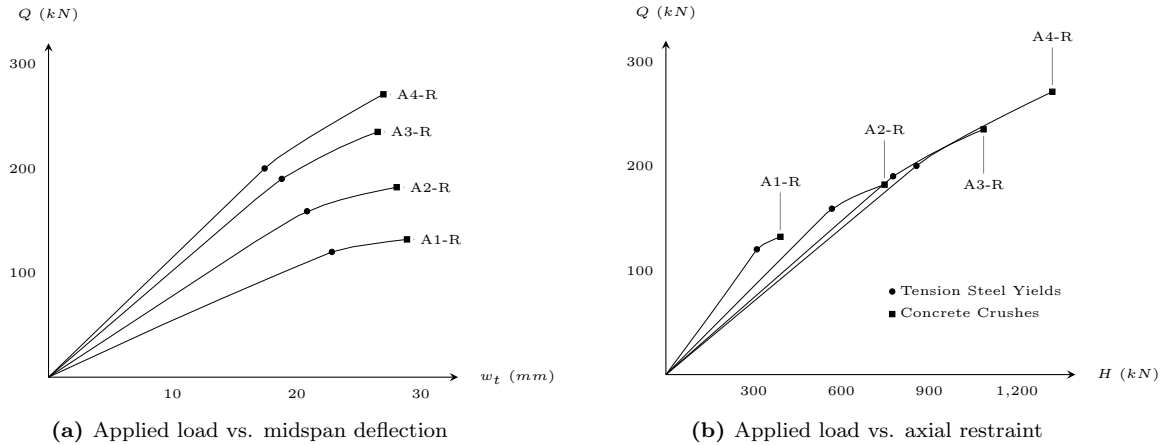 Q (kN)
300
200
100
A4-R
A3-R
A2-R
A1-R
10
20
30
w_t (mm)
(a) Applied load vs. midspan deflection
Q (kN)
300
200
100
A4-R
A2-R
A1-R
A3-R
Tension Steel Yields
Concrete Crushes
300
600
900
1,200
H (kN)
(b) Applied load vs. axial restraint